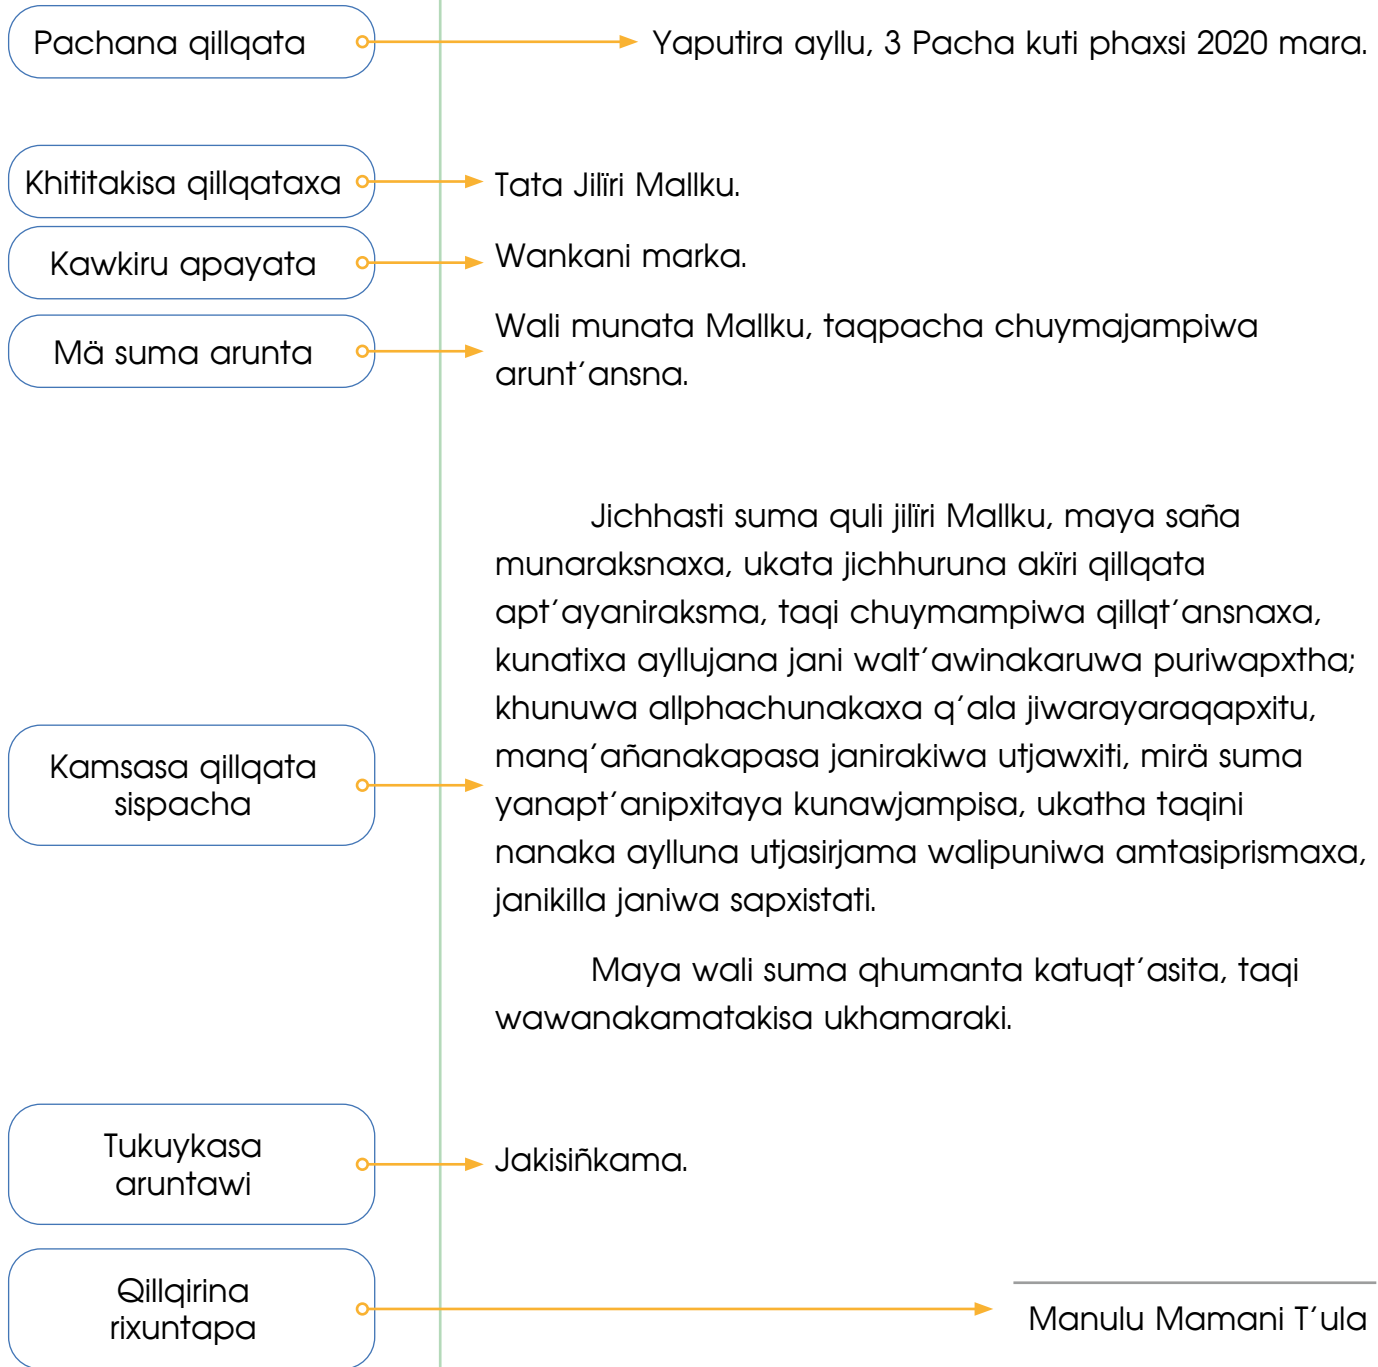 Pachana qillqata
Yaputira ayllu, 3 Pacha kuti phaxsi 2020 mara.
Khititakisa qillqataxa
Tata Jilïri Mallku.
Kawkiru apayata
Wankani marka.
Mä suma arunta
Wali munata Mallku, taqpacha chuymajampiwa
arunt´ansna.
Kamsasa qillqata
sispacha
Jichhasti suma quli jilïri Mallku, maya saña
munaraksnaxa, ukata jichhuruna akïri qillqata
apt´ayaniraksma, taqi chuymampiwa qillqt´ansnaxa,
kunatixa ayllujana jani walt´awinakaruwa puriwapxtha;
khunuwa allphachunakaxa q´ala jiwarayaraqapxitu,
manq´añanakapasa janirakiwa utjawxiti, mirä suma
yanapt´anipxitaya kunawjampisa, ukatha taqini
nanaka aylluna utjasirjama walipuniwa amtasiprismaxa,
janikilla janiwa sapxistati.
Maya wali suma qhumanta katuqt´asita, taqi
wawanakamatakisa ukhamaraki.
Tukuykasa
aruntawi
Jakisiñkama.
Qillqirina
rixuntapa
Manulu Mamani T´ula